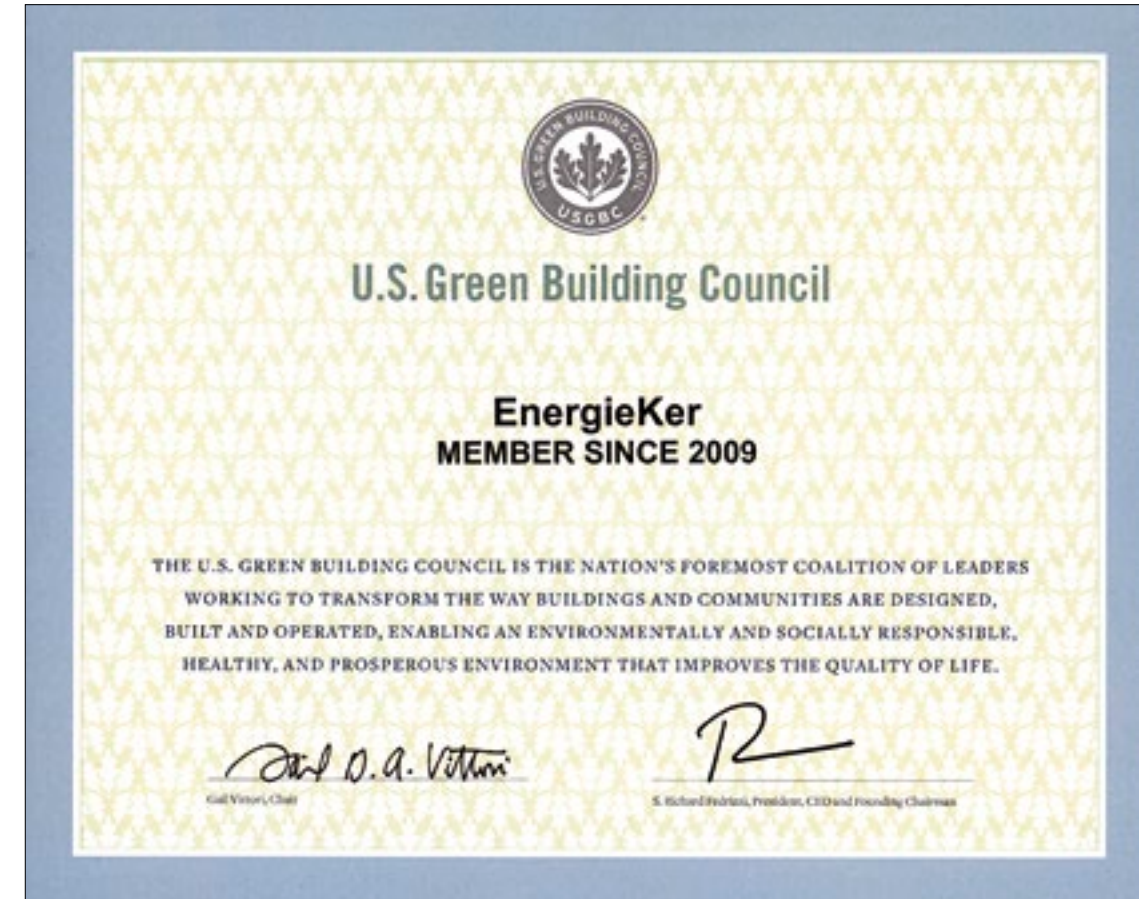 U.S. GREEN BUILDING COUNCIL
USGBC
U.S. Green Building Council
EnergieKer
MEMBER SINCE 2009
THE U.S. GREEN BUILDING COUNCIL IS THE NATION'S FOREMOST COALITION OF LEADERS
WORKING TO TRANSFORM THE WAY BUILDINGS AND COMMUNITIES ARE DESIGNED,
BUILT AND OPERATED, ENABLING AN ENVIRONMENTALLY AND SOCIALLY RESPONSIBLE,
HEALTHY, AND PROSPEROUS ENVIRONMENT THAT IMPROVES THE QUALITY OF LIFE.
Gail D. A. Vittori
Gail Vittori, Chair
S. Richard Fedrizzi, President, CEO and Founding Chairman